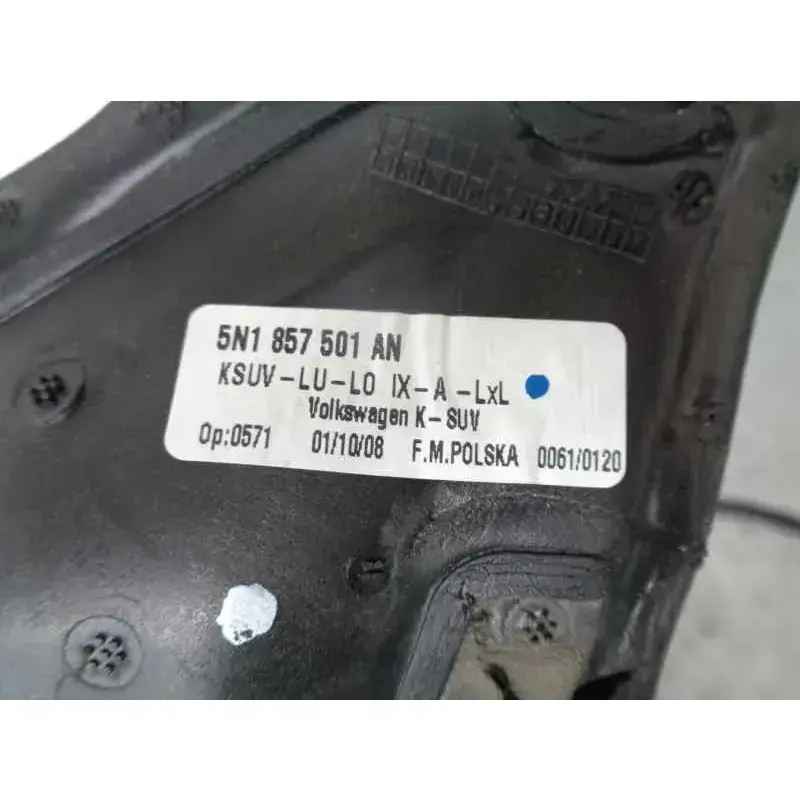 5N1 857 501 AN
KSUV-LU-LO IX-A-LxL
Volkswagen K-SUV
Op:0571 01/10/08 F.M.POLSKA 0061/0120